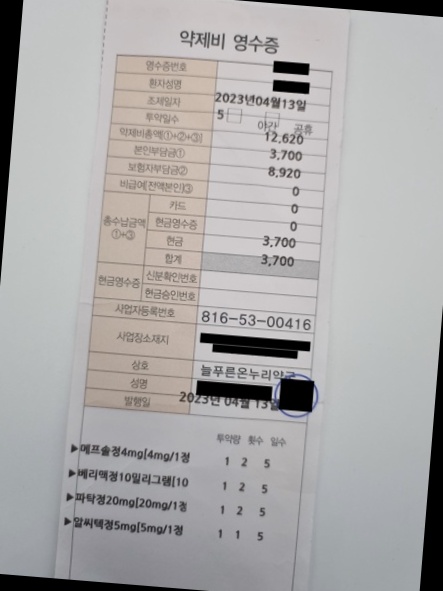 약제비 영수증
영수증번호
환자성명
조제일자 2023년04월13일
투약일수 5 야간 공휴
약제비총액(①+②+③) 12,620
본인부담금① 3,700
보험자부담금② 8,920
비급여(전액본인)③ 0
총수납금액 ①+③
카드 0
현금영수증 0
현금 3,700
합계 3,700
현금영수증
신분확인번호
현금승인번호
사업자등록번호 816-53-00416
사업장소재지
상호 늘푸른온누리약국
성명
발행일 2023년 04월 13일
투약량 횟수 일수
▶메프솔정4mg[4mg/1정 1 2 5
▶베리맥정10밀리그램[10 1 2 5
▶파탁정20mg[20mg/1정 1 2 5
▶알씨텍정5mg[5mg/1정 1 1 5